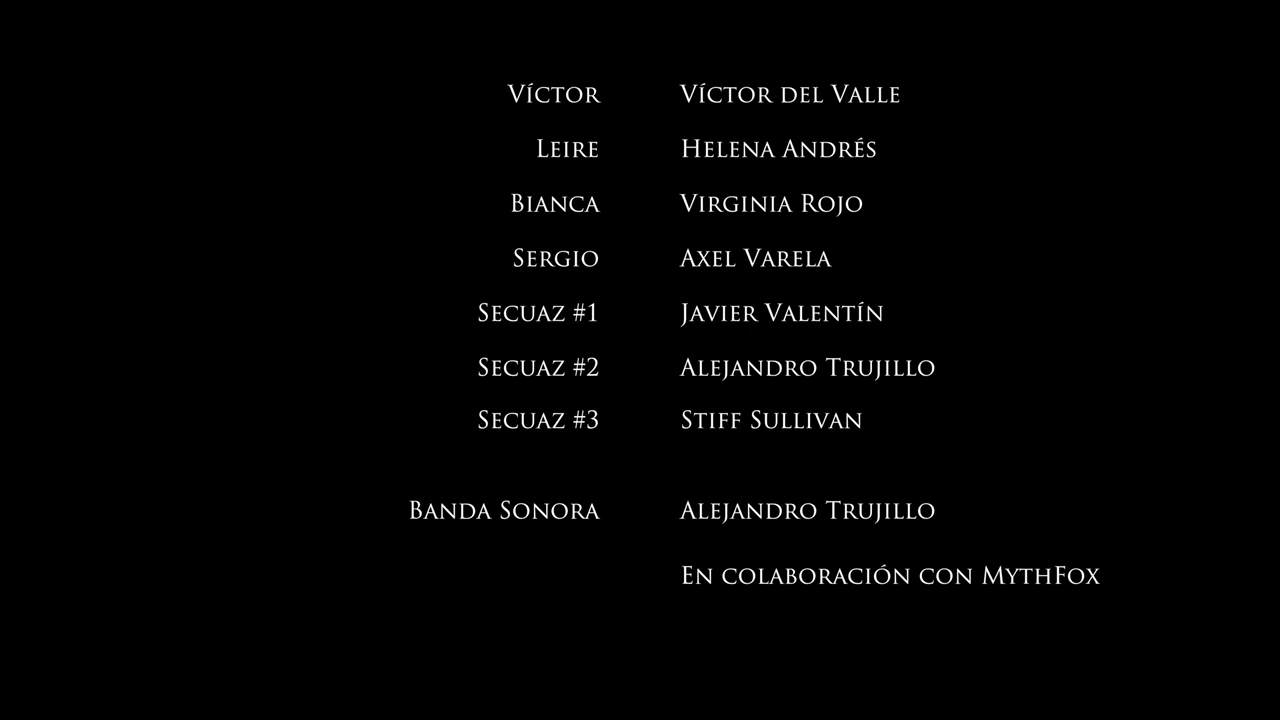 Víctor Víctor del Valle
Leire Helena Andrés
Bianca Virginia Rojo
Sergio Axel Varela
Secuaz #1 Javier Valentín
Secuaz #2 Alejandro Trujillo
Secuaz #3 Stiff Sullivan
Banda Sonora Alejandro Trujillo
En colaboración con MythFox